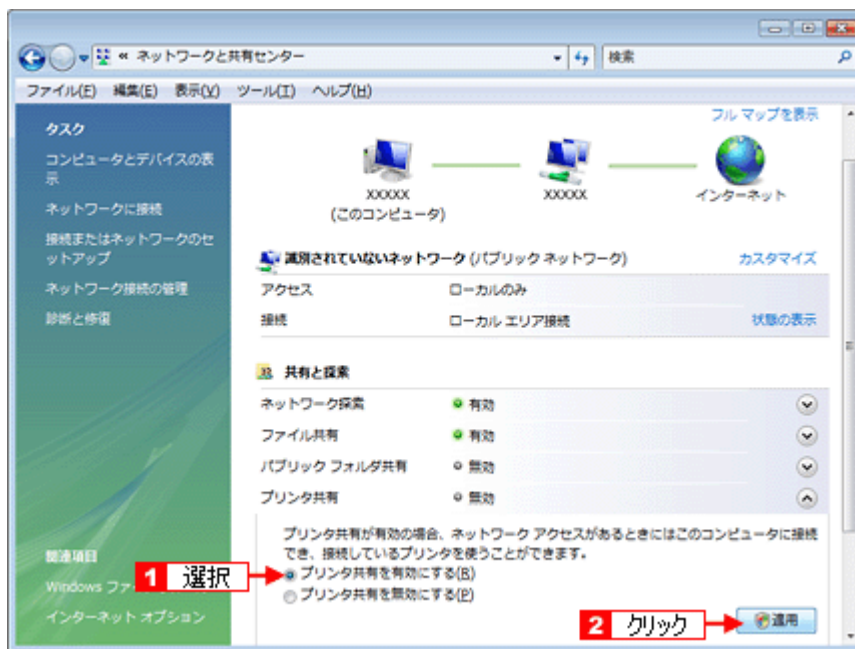 « ネットワークと共有センター
検索
ファイル(F) 編集(E) 表示(V) ツール(T) ヘルプ(H)
タスク
コンピュータとデバイスの表
示
ネットワークに接続
接続またはネットワークのセ
ットアップ
ネットワーク接続の管理
診断と修復
関連項目
Windows ファ
インターネット オプション
フル マップを表示
XXXXX
(このコンピュータ)
XXXXX
インターネット
識別されていないネットワーク (パブリック ネットワーク)
カスタマイズ
アクセス ローカルのみ
接続 ローカル エリア接続 状態の表示
共有と探索
ネットワーク探索 有効
ファイル共有 有効
パブリック フォルダ共有 無効
プリンタ共有 無効
プリンタ共有が有効の場合、ネットワーク アクセスがあるときにはこのコンピュータに接続
でき、接続しているプリンタを使うことができます。
1 選択
プリンタ共有を有効にする(R)
プリンタ共有を無効にする(P)
2 クリック
適用